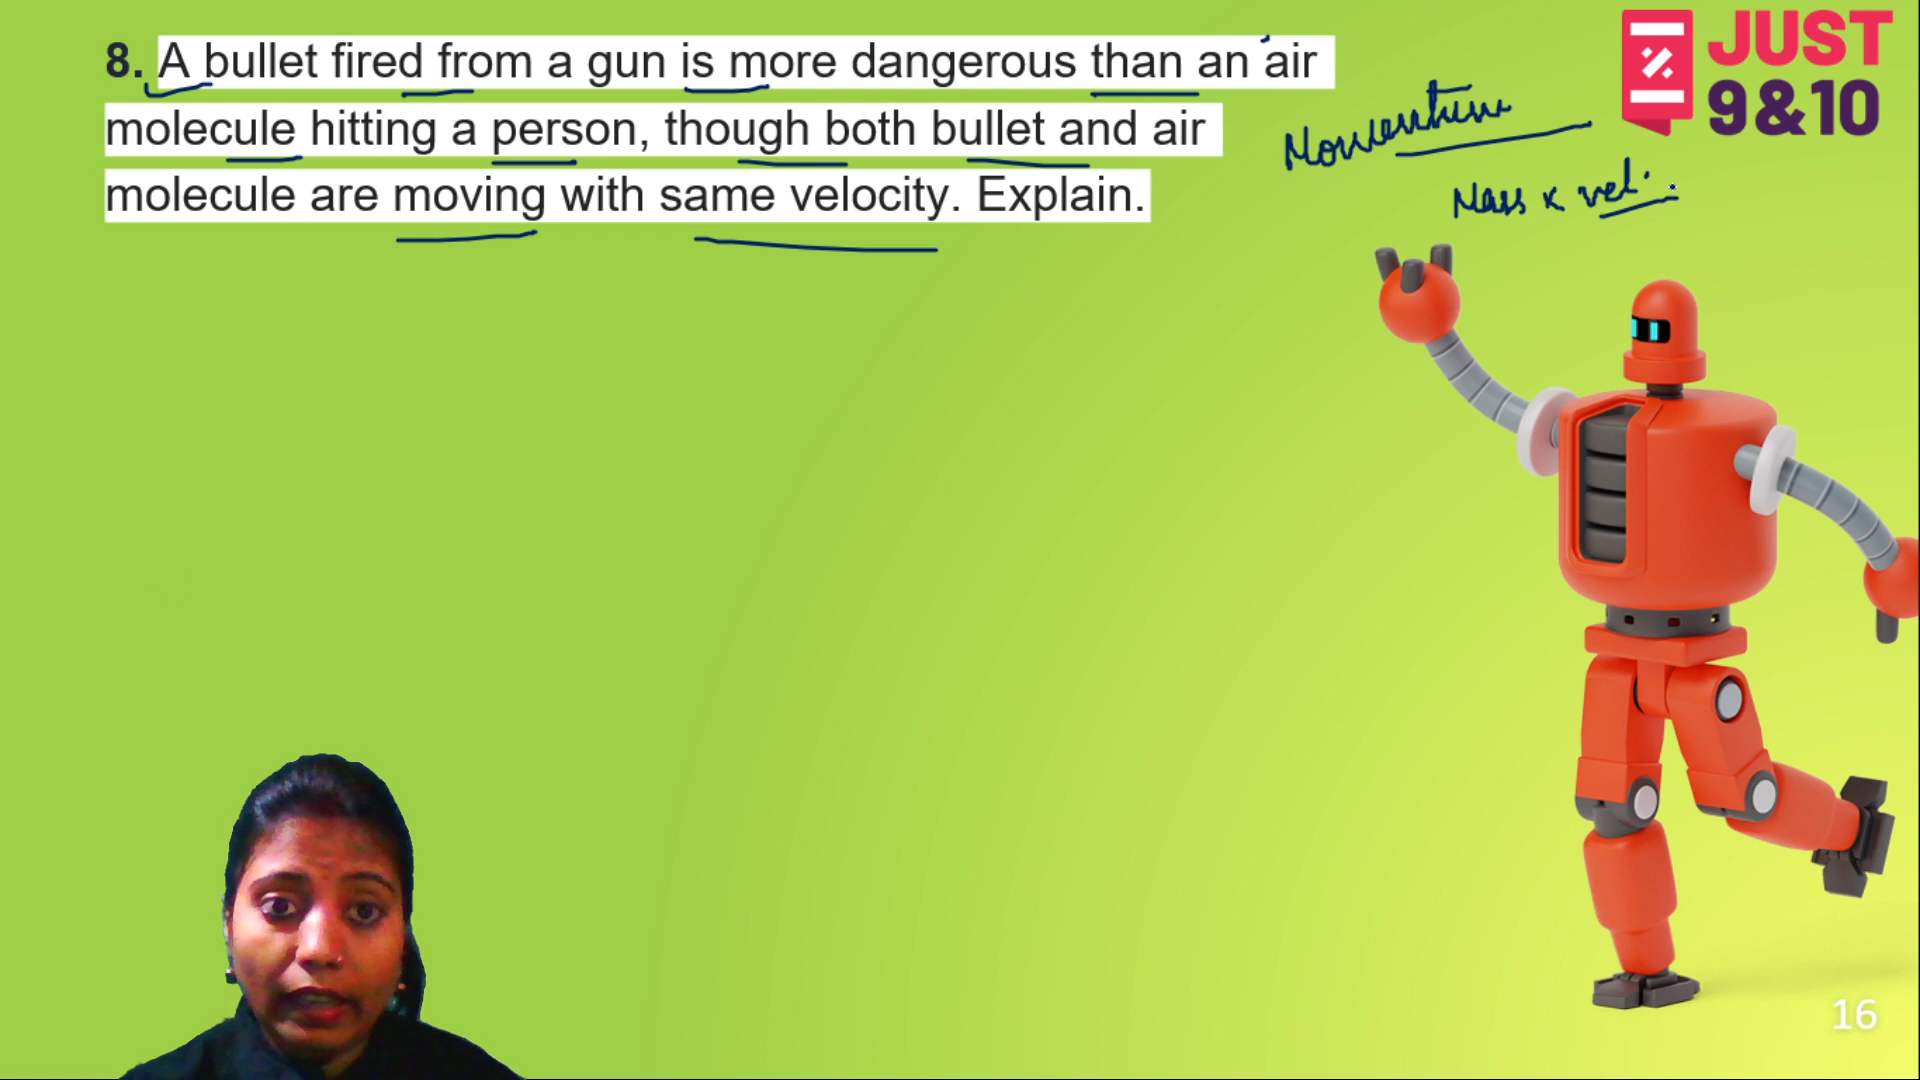 8. A bullet fired from a gun is more dangerous than an air
molecule hitting a person, though both bullet and air
molecule are moving with same velocity. Explain.
Momentum
Mass x vel.
JUST
9&10
16